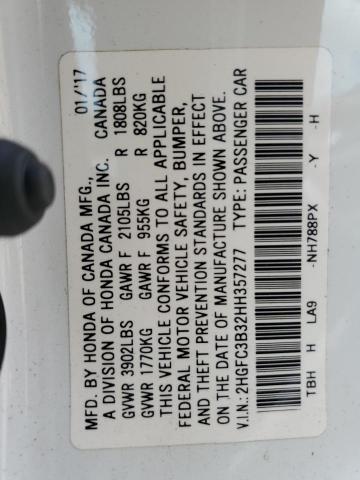 MFD. BY HONDA OF CANADA MFG., 01/'17
A DIVISION OF HONDA CANADA INC. CANADA
GVWR 3902LBS GAWR F 2105LBS R 1808LBS
GVWR 1770KG GAWR F 955KG R 820KG
THIS VEHICLE CONFORMS TO ALL APPLICABLE
FEDERAL MOTOR VEHICLE SAFETY, BUMPER,
AND THEFT PREVENTION STANDARDS IN EFFECT
ON THE DATE OF MANUFACTURE SHOWN ABOVE.
V.I.N.: 2HGFC3B32HH357277 TYPE: PASSENGER CAR
TBH H LA9 -NH788PX -Y -H